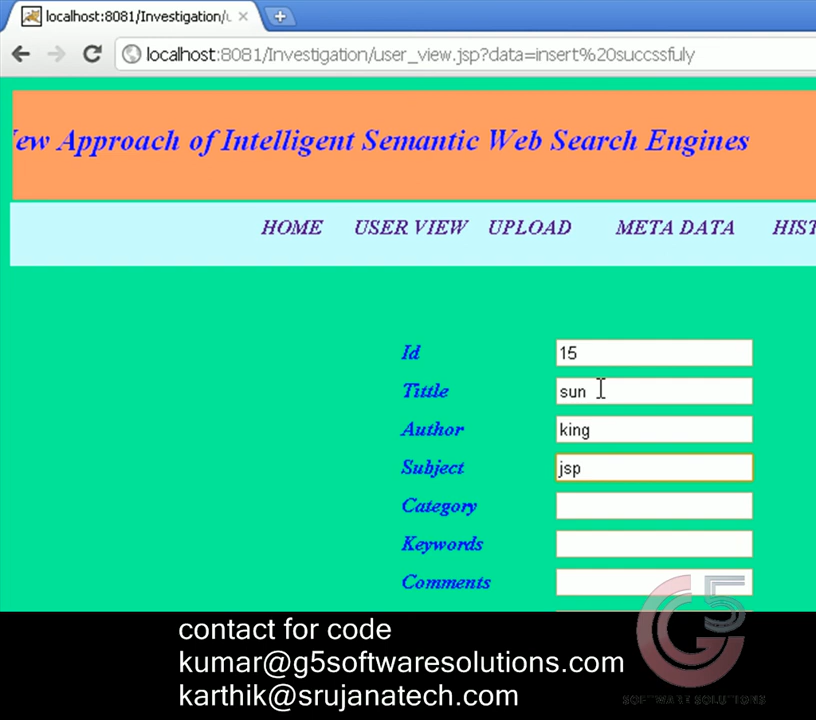 localhost:8081/Investigation/u
localhost:8081/Investigation/user_view.jsp?data=insert%20succssfuly
ew Approach of Intelligent Semantic Web Search Engines
HOME USER VIEW UPLOAD META DATA HIST
Id 15
Tittle sun
Author king
Subject jsp
Category
Keywords
Comments
G5
SOFTWARE SOLUTIONS
contact for code
kumar@g5softwaresolutions.com
karthik@srujanatech.com